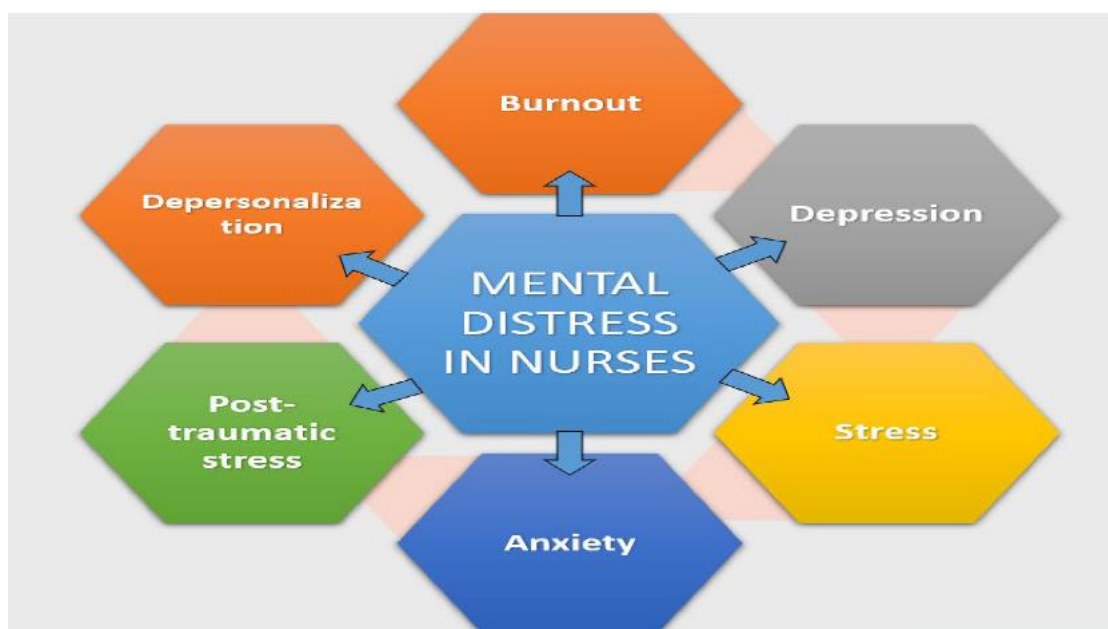 Burnout
Depersonaliza
tion
Depression
MENTAL
DISTRESS
IN NURSES
Post-
traumatic
stress
Stress
Anxiety